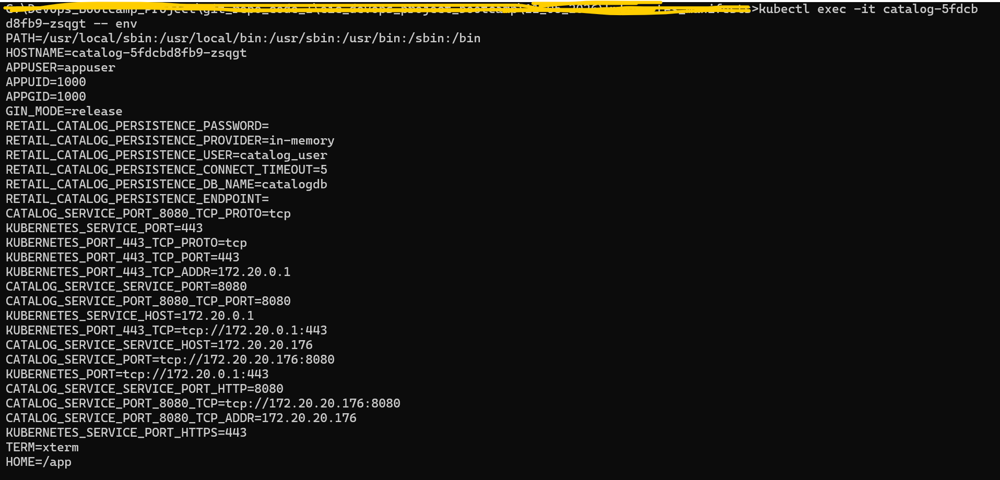 >kubectl exec -it catalog-5fdcb
d8fb9-zsqgt -- env
PATH=/usr/local/sbin:/usr/local/bin:/usr/sbin:/usr/bin:/sbin:/bin
HOSTNAME=catalog-5fdcbd8fb9-zsqgt
APPUSER=appuser
APPUID=1000
APPGID=1000
GIN_MODE=release
RETAIL_CATALOG_PERSISTENCE_PASSWORD=
RETAIL_CATALOG_PERSISTENCE_PROVIDER=in-memory
RETAIL_CATALOG_PERSISTENCE_USER=catalog_user
RETAIL_CATALOG_PERSISTENCE_CONNECT_TIMEOUT=5
RETAIL_CATALOG_PERSISTENCE_DB_NAME=catalogdb
RETAIL_CATALOG_PERSISTENCE_ENDPOINT=
CATALOG_SERVICE_PORT_8080_TCP_PROTO=tcp
KUBERNETES_SERVICE_PORT=443
KUBERNETES_PORT_443_TCP_PROTO=tcp
KUBERNETES_PORT_443_TCP_PORT=443
KUBERNETES_PORT_443_TCP_ADDR=172.20.0.1
CATALOG_SERVICE_SERVICE_PORT=8080
CATALOG_SERVICE_PORT_8080_TCP_PORT=8080
KUBERNETES_SERVICE_HOST=172.20.0.1
KUBERNETES_PORT_443_TCP=tcp://172.20.0.1:443
CATALOG_SERVICE_SERVICE_HOST=172.20.20.176
CATALOG_SERVICE_PORT=tcp://172.20.20.176:8080
KUBERNETES_PORT=tcp://172.20.0.1:443
CATALOG_SERVICE_SERVICE_PORT_HTTP=8080
CATALOG_SERVICE_PORT_8080_TCP=tcp://172.20.20.176:8080
CATALOG_SERVICE_PORT_8080_TCP_ADDR=172.20.20.176
KUBERNETES_SERVICE_PORT_HTTPS=443
TERM=xterm
HOME=/app